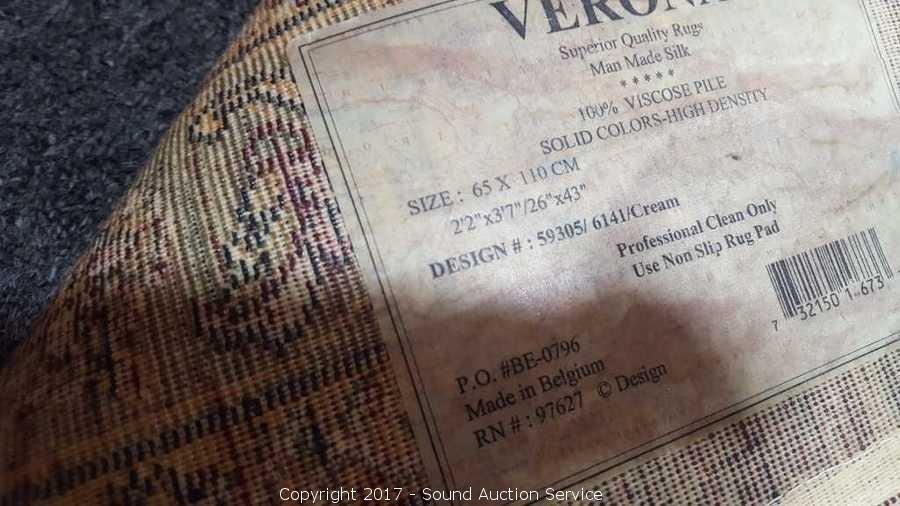 VERONA
Superior Quality Rugs
Man Made Silk
*****
100% VISCOSE PILE
SOLID COLORS-HIGH DENSITY
SIZE : 65 X 110 CM
2'2"x3'7"/26"x43"
DESIGN # : 59305/ 6141/Cream
Professional Clean Only
Use Non Slip Rug Pad
7 32150 1 673
P.O. #BE-0796
Made in Belgium
RN # : 97627 © Design
Copyright 2017 - Sound Auction Service